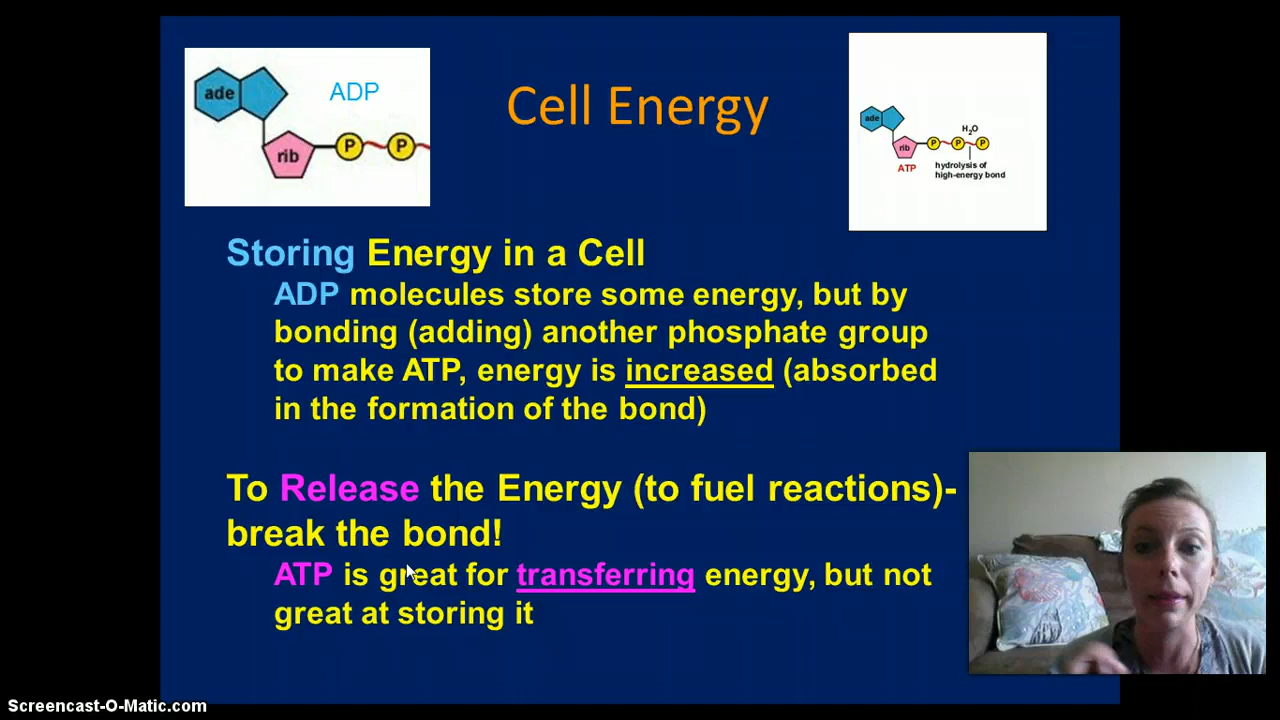 ade
ADP
rib
P
P
Cell Energy
ade
H2O
rib
P
P
P
ATP
hydrolysis of
high-energy bond
Storing Energy in a Cell
ADP molecules store some energy, but by
bonding (adding) another phosphate group
to make ATP, energy is increased (absorbed
in the formation of the bond)
To Release the Energy (to fuel reactions)-
break the bond!
ATP is great for transferring energy, but not
great at storing it
Screencast-O-Matic.com